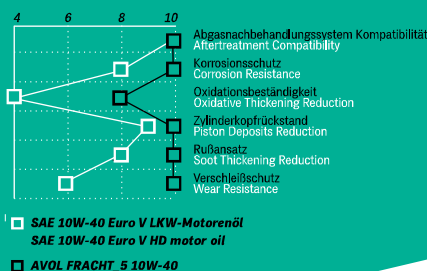 4 6 8 10
Abgasnachbehandlungssystem Kompatibilität
Aftertreatment Compatibility
Korrosionsschutz
Corrosion Resistance
Oxidationsbeständigkeit
Oxidative Thickening Reduction
Zylinderkopfrückstand
Piston Deposits Reduction
Rußansatz
Soot Thickening Reduction
Verschleißschutz
Wear Resistance
SAE 10W-40 Euro V LKW-Motorenöl
SAE 10W-40 Euro V HD motor oil
AVOL FRACHT 5 10W-40